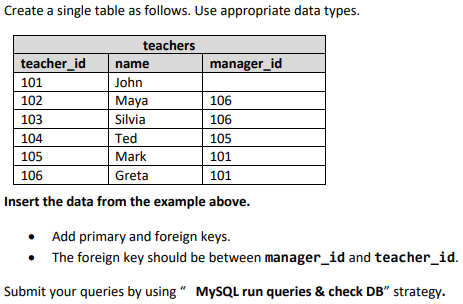 Create a single table as follows. Use appropriate data types.
teachers
teacher_id name manager_id
101 John
102 Maya 106
103 Silvia 106
104 Ted 105
105 Mark 101
106 Greta 101
Insert the data from the example above.
• Add primary and foreign keys.
• The foreign key should be between manager_id and teacher_id.
Submit your queries by using “ MySQL run queries & check DB” strategy.